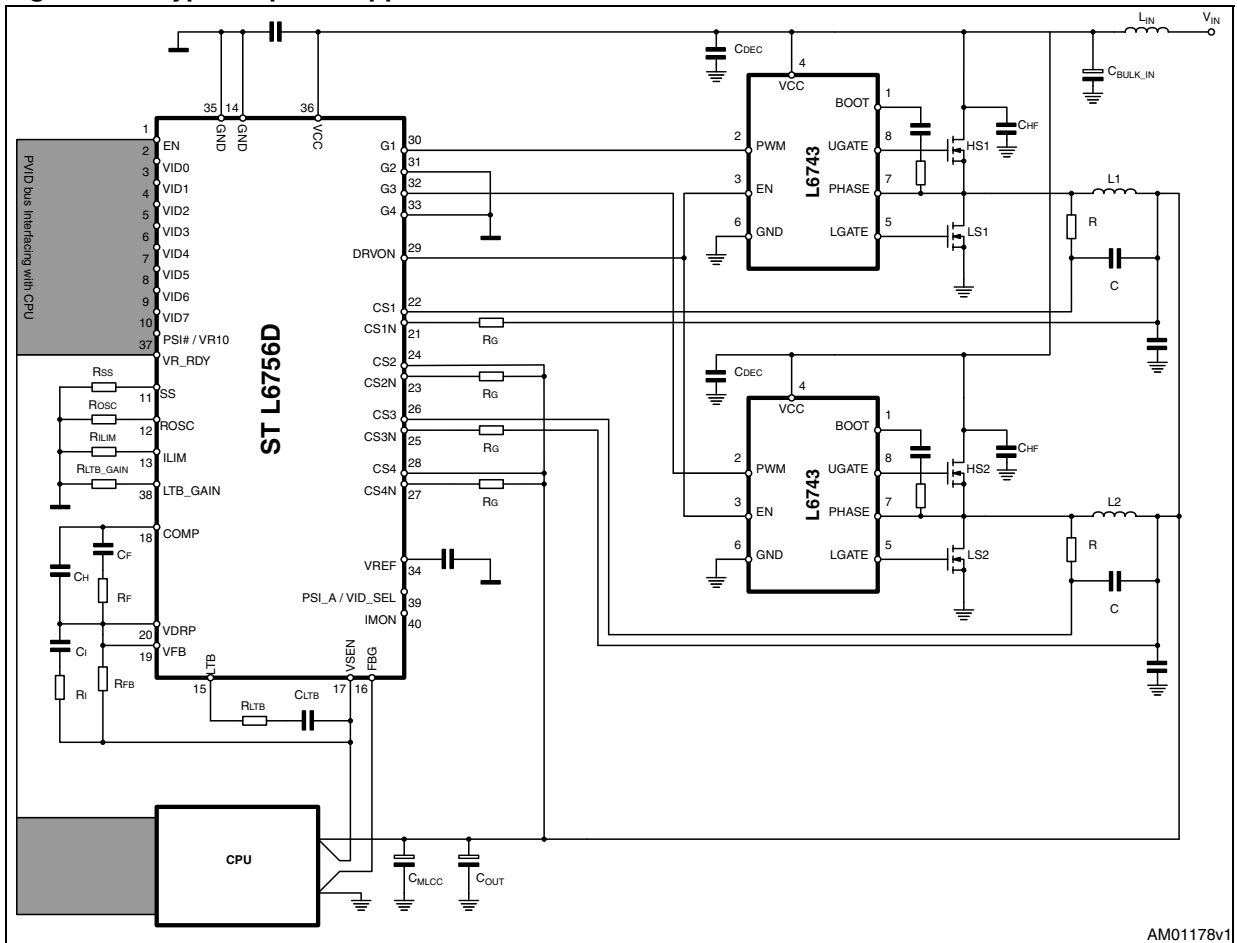 L_IN
V_IN
C_DEC
C_BULK_IN
4
VCC
BOOT
1
C_HF
35
GND
14
GND
36
VCC
1
EN
2
VID0
3
VID1
4
VID2
5
VID3
6
VID4
7
VID5
8
VID6
9
VID7
10
PSI# / VR10
37
VR_RDY
PVID bus Interfacing with CPU
ST L6756D
G1
30
G2
31
G3
32
G4
33
DRVON
29
CS1
22
CS1N
21
R_G
CS2
24
CS2N
23
R_G
CS3
26
CS3N
25
R_G
CS4
28
CS4N
27
R_G
VREF
34
PSI_A / VID_SEL
39
IMON
40
2
PWM
3
EN
6
GND
L6743
UGATE
8
PHASE
7
LGATE
5
HS1
LS1
L1
R
C
C_DEC
4
VCC
BOOT
1
C_HF
2
PWM
3
EN
6
GND
L6743
UGATE
8
PHASE
7
LGATE
5
HS2
LS2
L2
R
C
R_SS
SS
11
R_OSC
ROSC
12
R_ILIM
ILIM
13
R_LTB_GAIN
LTB_GAIN
38
COMP
18
C_F
C_H
R_F
VDRP
20
VFB
19
C_I
R_I
R_FB
LTB
15
R_LTB
C_LTB
VSEN
17
FBG
16
CPU
C_MLCC
C_OUT
AM01178v1